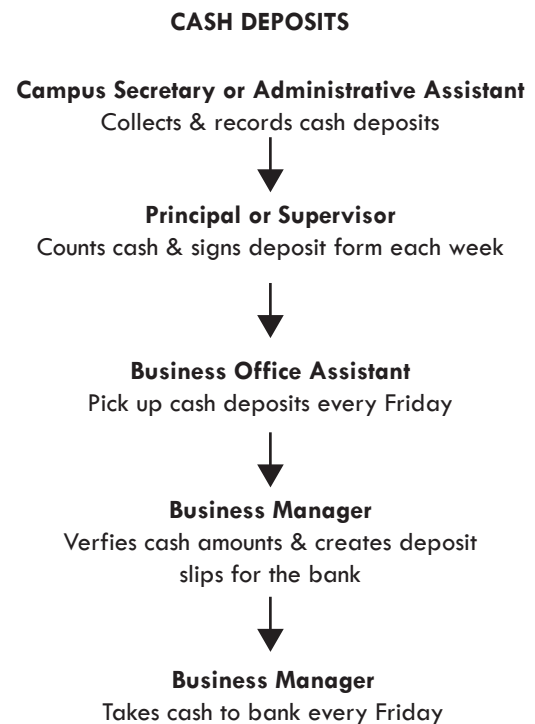 CASH DEPOSITS
Campus Secretary or Administrative Assistant
Collects & records cash deposits
Principal or Supervisor
Counts cash & signs deposit form each week
Business Office Assistant
Pick up cash deposits every Friday
Business Manager
Verfies cash amounts & creates deposit
slips for the bank
Business Manager
Takes cash to bank every Friday